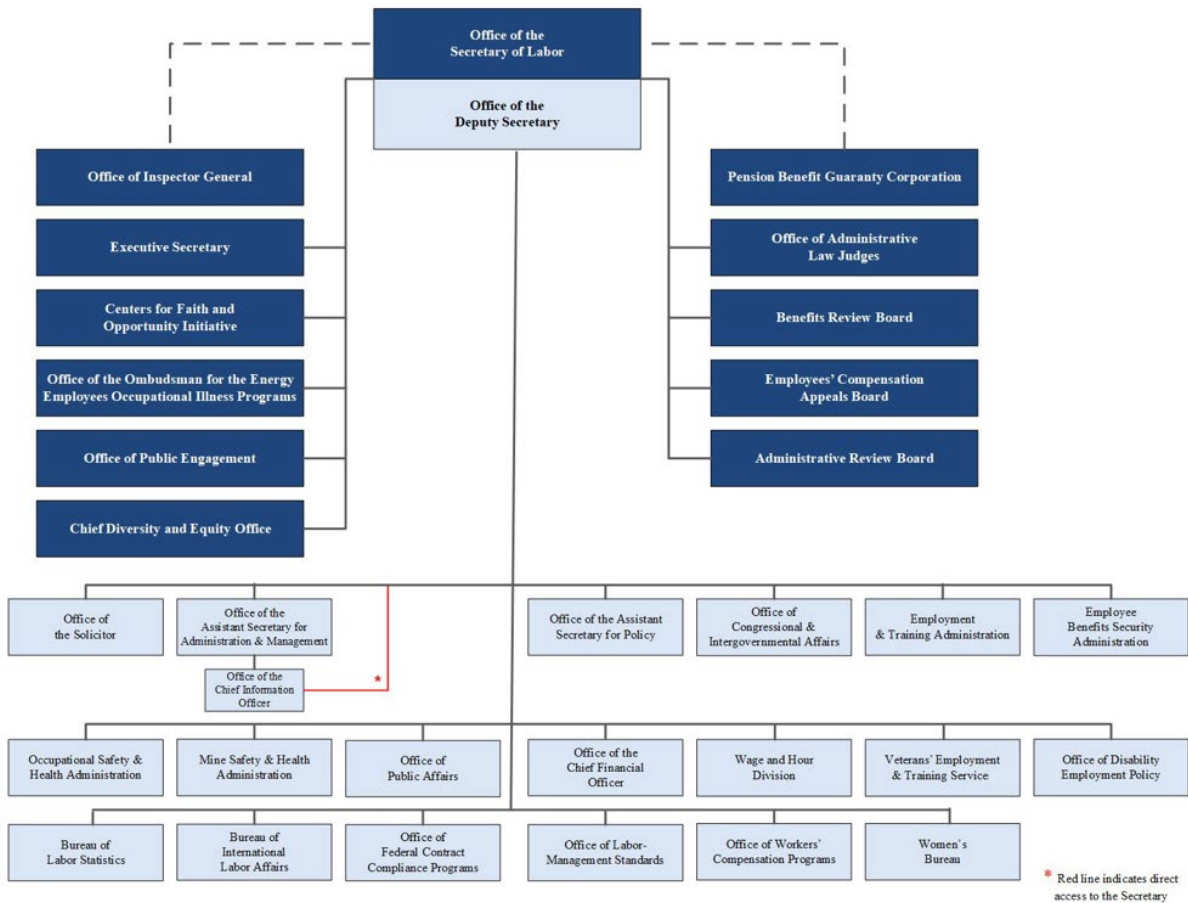 Office of the
Secretary of Labor
Office of the
Deputy Secretary
Office of Inspector General
Pension Benefit Guaranty Corporation
Executive Secretary
Office of Administrative
Law Judges
Centers for Faith and
Opportunity Initiative
Benefits Review Board
Office of the Ombudsman for the Energy
Employees Occupational Illness Programs
Employees’ Compensation
Appeals Board
Office of Public Engagement
Administrative Review Board
Chief Diversity and Equity Office
Office of
the Solicitor
Office of the
Assistant Secretary for
Administration & Management
Office of the Assistant
Secretary for Policy
Office of
Congressional &
Intergovernmental Affairs
Employment
& Training Administration
Employee
Benefits Security
Administration
Office of the
Chief Information
Officer
*
Occupational Safety &
Health Administration
Mine Safety & Health
Administration
Office of
Public Affairs
Office of the
Chief Financial
Officer
Wage and Hour
Division
Veterans’ Employment
& Training Service
Office of Disability
Employment Policy
Bureau of
Labor Statistics
Bureau of
International
Labor Affairs
Office of
Federal Contract
Compliance Programs
Office of Labor-
Management Standards
Office of Workers’
Compensation Programs
Women’s
Bureau
* Red line indicates direct
access to the Secretary